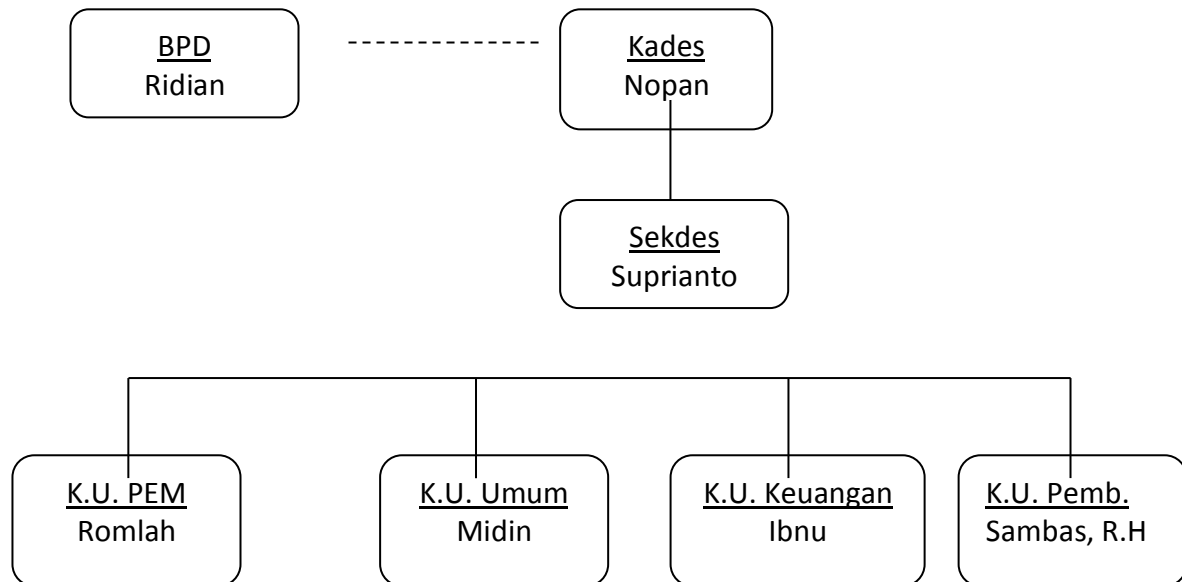 BPD
Ridian
Kades
Nopan
Sekdes
Suprianto
K.U. PEM
Romlah
K.U. Umum
Midin
K.U. Keuangan
Ibnu
K.U. Pemb.
Sambas, R.H